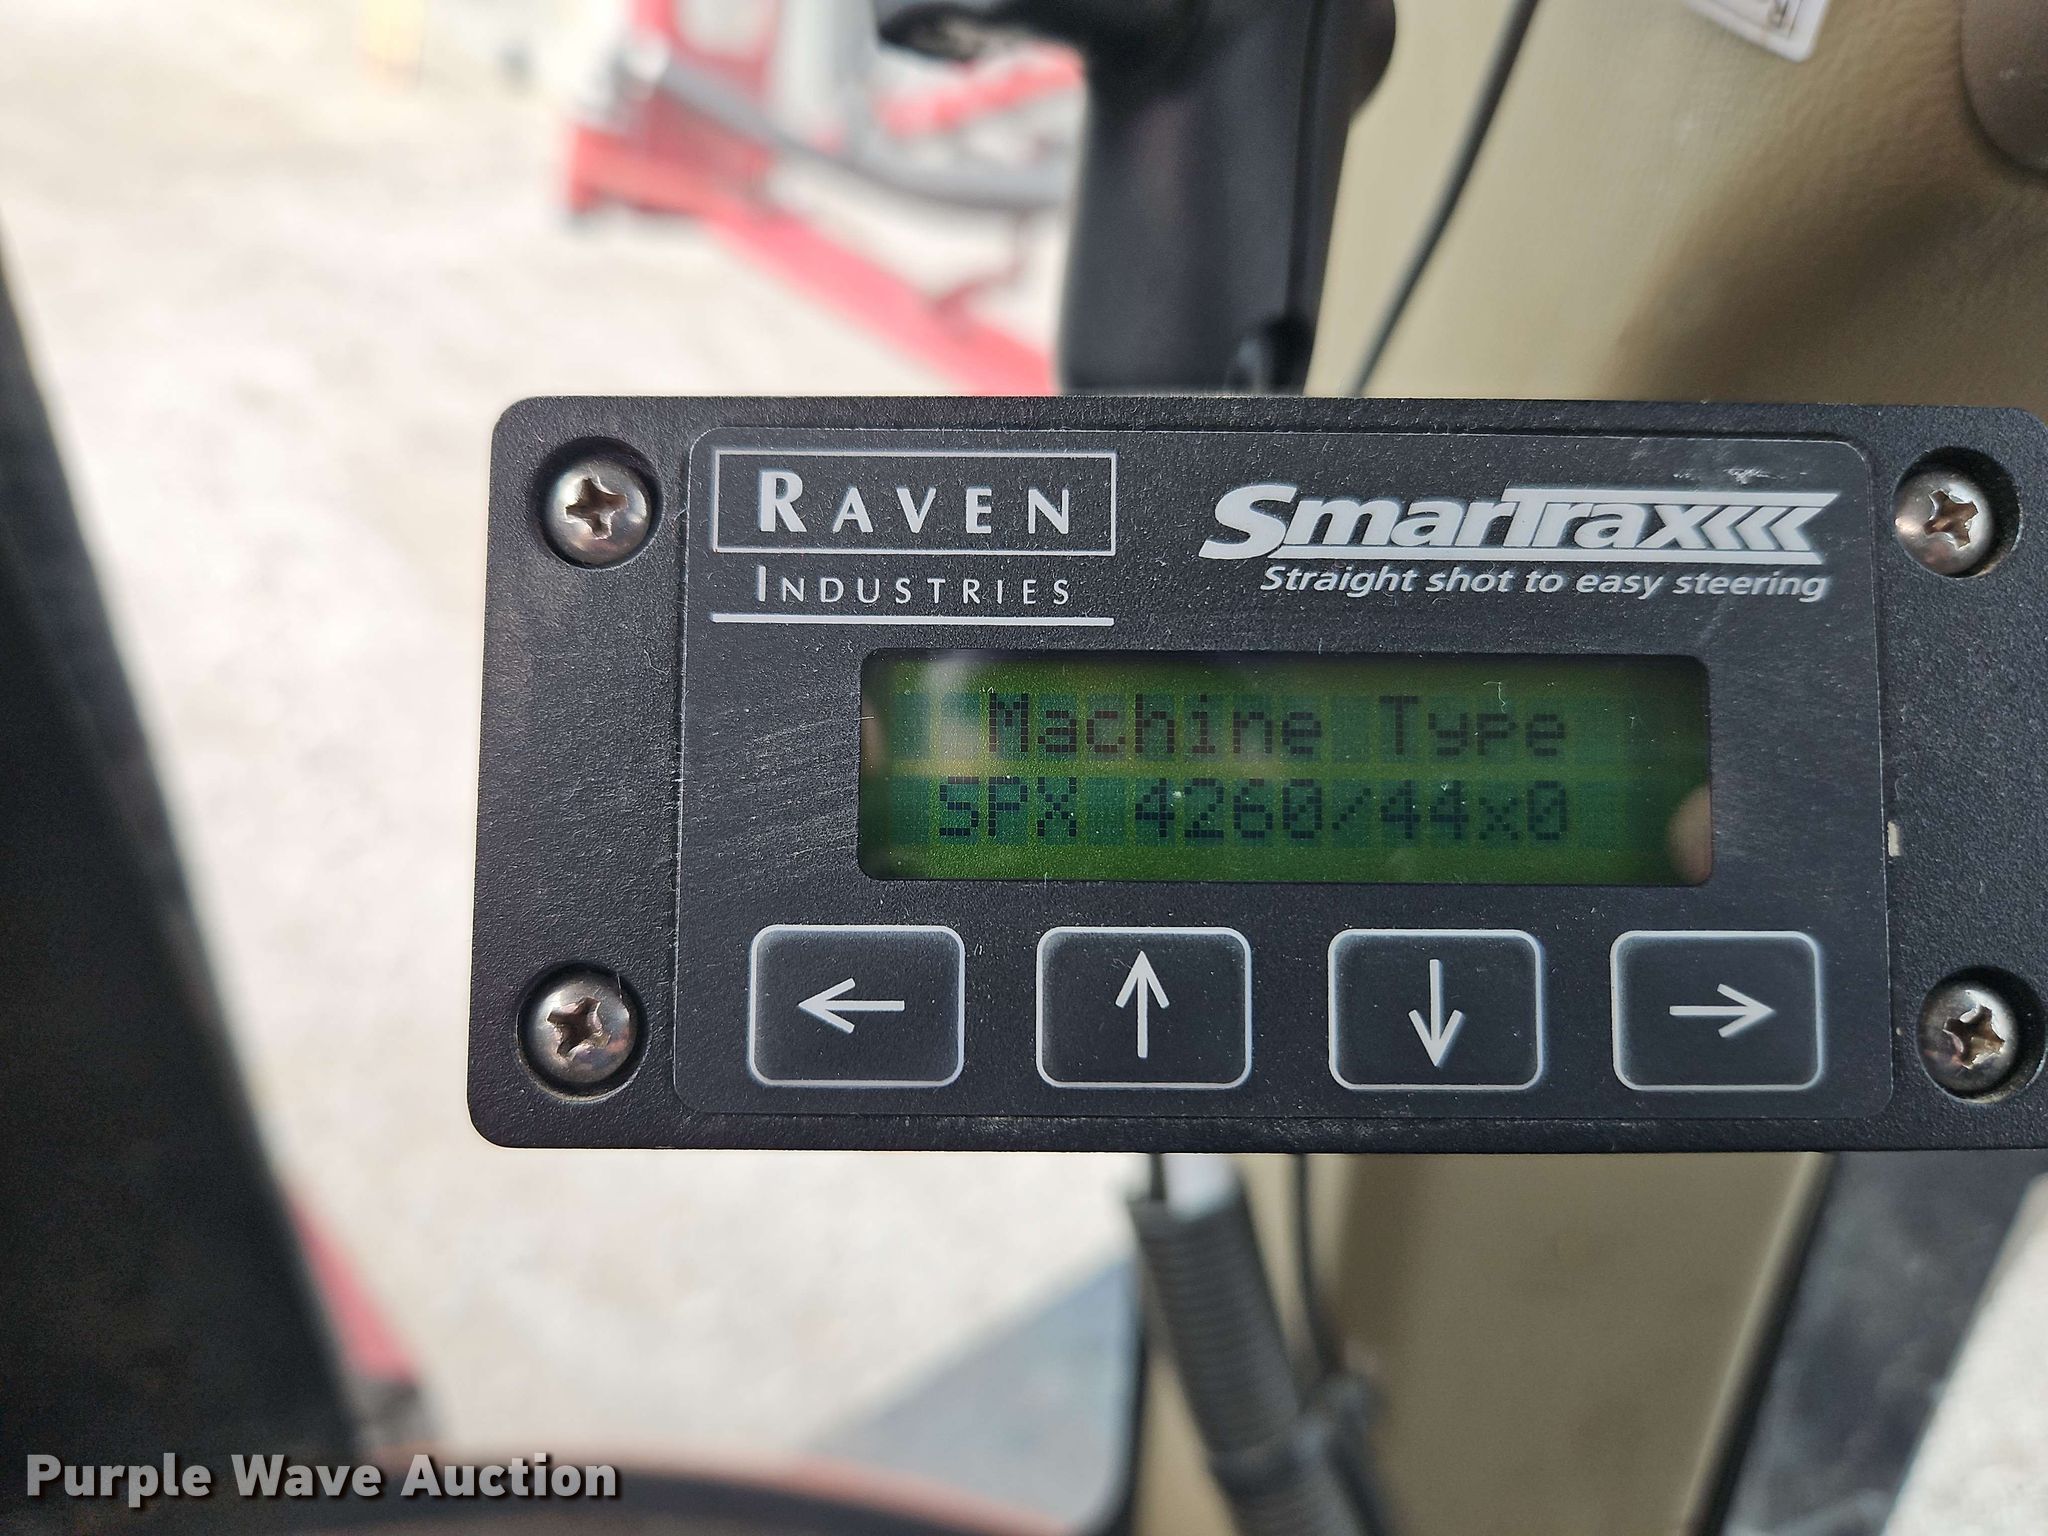 RAVEN
INDUSTRIES
SmarTrax
Straight shot to easy steering
Machine Type
SPX 4260/44x0
Purple Wave Auction